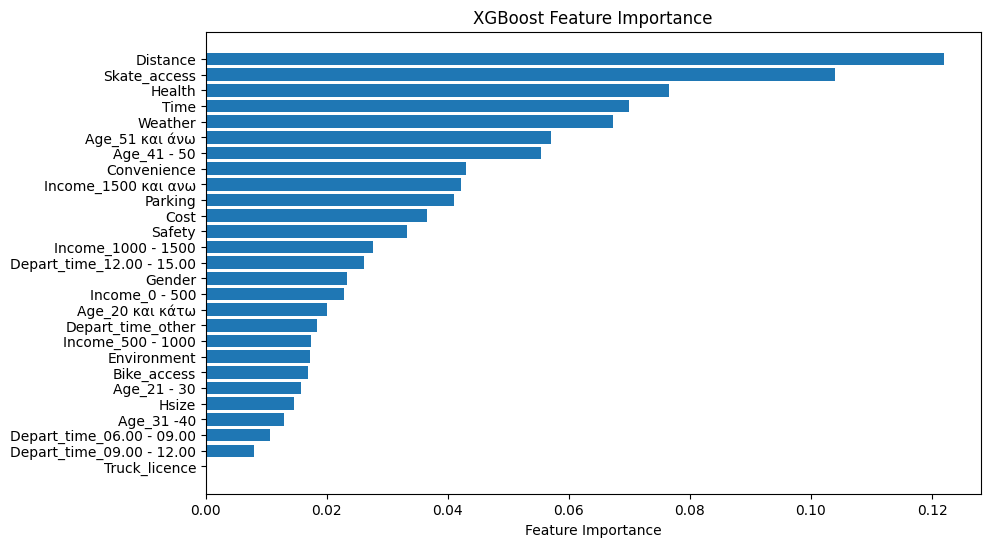 XGBoost Feature Importance
Distance
Skate_access
Health
Time
Weather
Age_51 και άνω
Age_41 - 50
Convenience
Income_1500 και ανω
Parking
Cost
Safety
Income_1000 - 1500
Depart_time_12.00 - 15.00
Gender
Income_0 - 500
Age_20 και κάτω
Depart_time_other
Income_500 - 1000
Environment
Bike_access
Age_21 - 30
Hsize
Age_31 -40
Depart_time_06.00 - 09.00
Depart_time_09.00 - 12.00
Truck_licence
0.00 0.02 0.04 0.06 0.08 0.10 0.12
Feature Importance